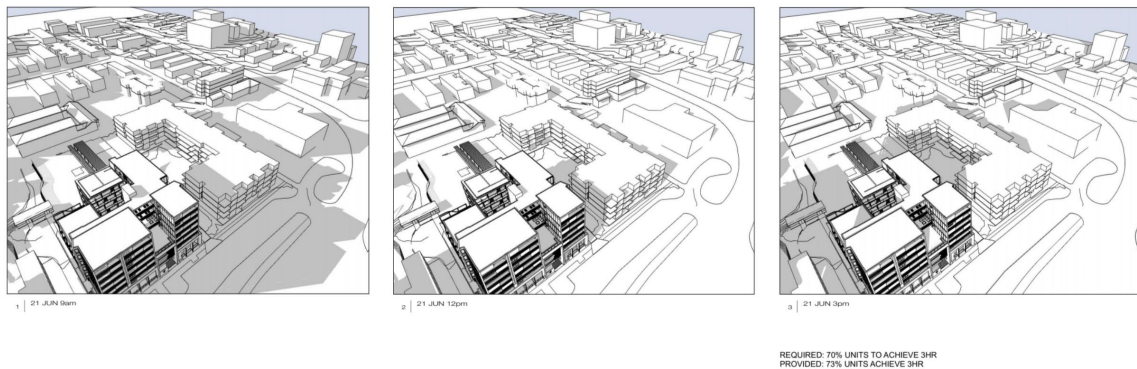 1 | 21 JUN 9am
2 | 21 JUN 12pm
3 | 21 JUN 3pm
REQUIRED: 70% UNITS TO ACHIEVE 3HR
PROVIDED: 73% UNITS ACHIEVE 3HR